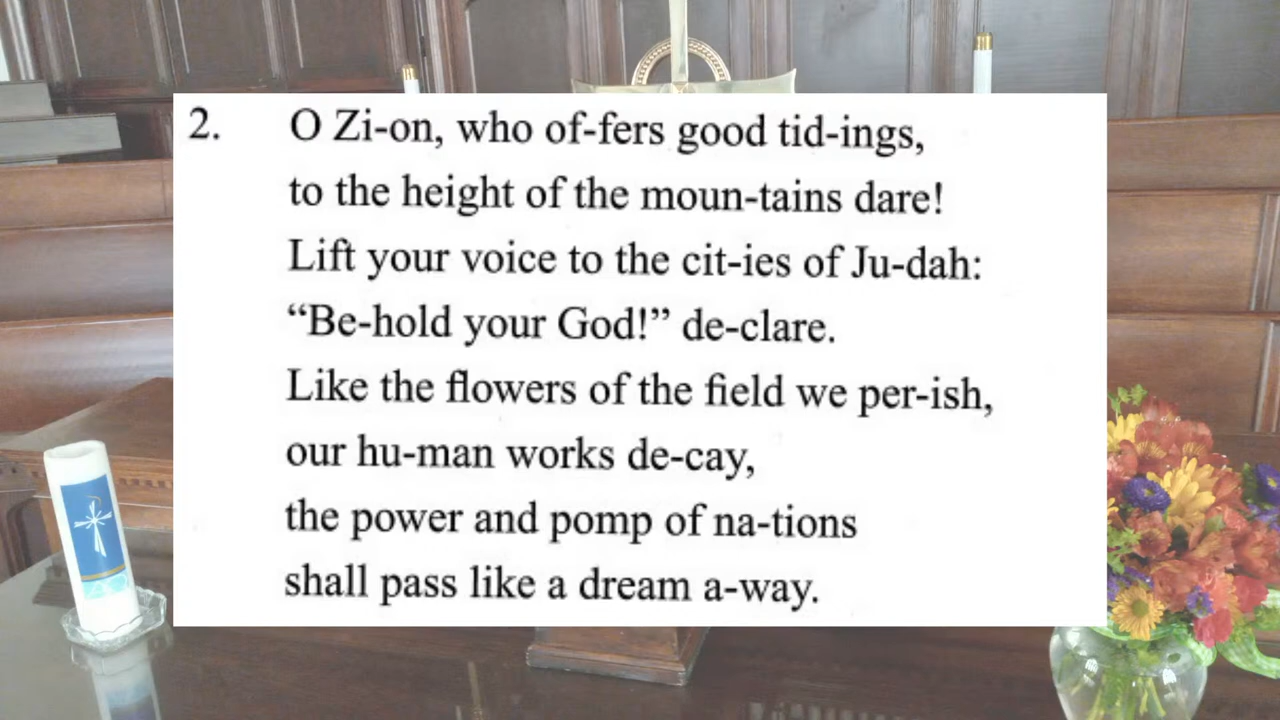 2. O Zi-on, who of-fers good tid-ings,
to the height of the moun-tains dare!
Lift your voice to the cit-ies of Ju-dah:
“Be-hold your God!” de-clare.
Like the flowers of the field we per-ish,
our hu-man works de-cay,
the power and pomp of na-tions
shall pass like a dream a-way.